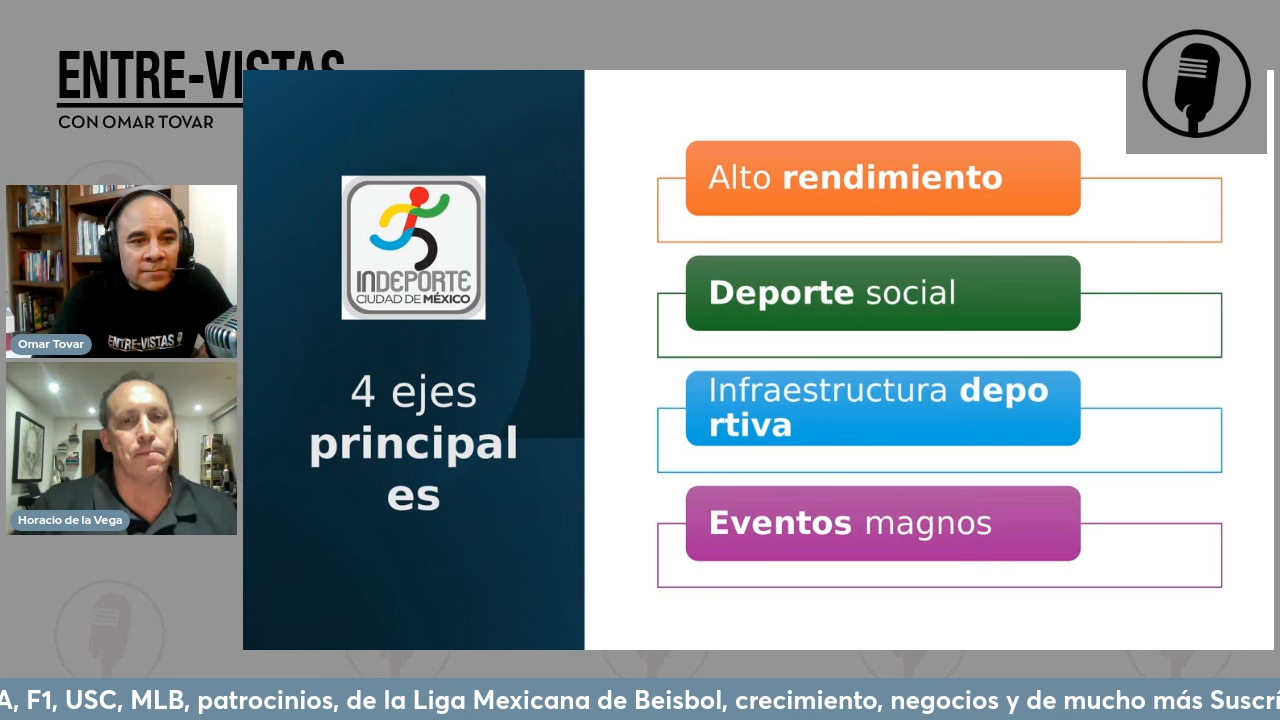 ENTRE-VISTAS
CON OMAR TOVAR
Omar Tovar
ENTRE-VISTAS
Horacio de la Vega
INDEPORTE
CIUDAD DE MÉXICO
4 ejes
principal
es
Alto rendimiento
Deporte social
Infraestructura depo
rtiva
Eventos magnos
A, F1, USC, MLB, patrocinios, de la Liga Mexicana de Beisbol, crecimiento, negocios y de mucho más Suscrí